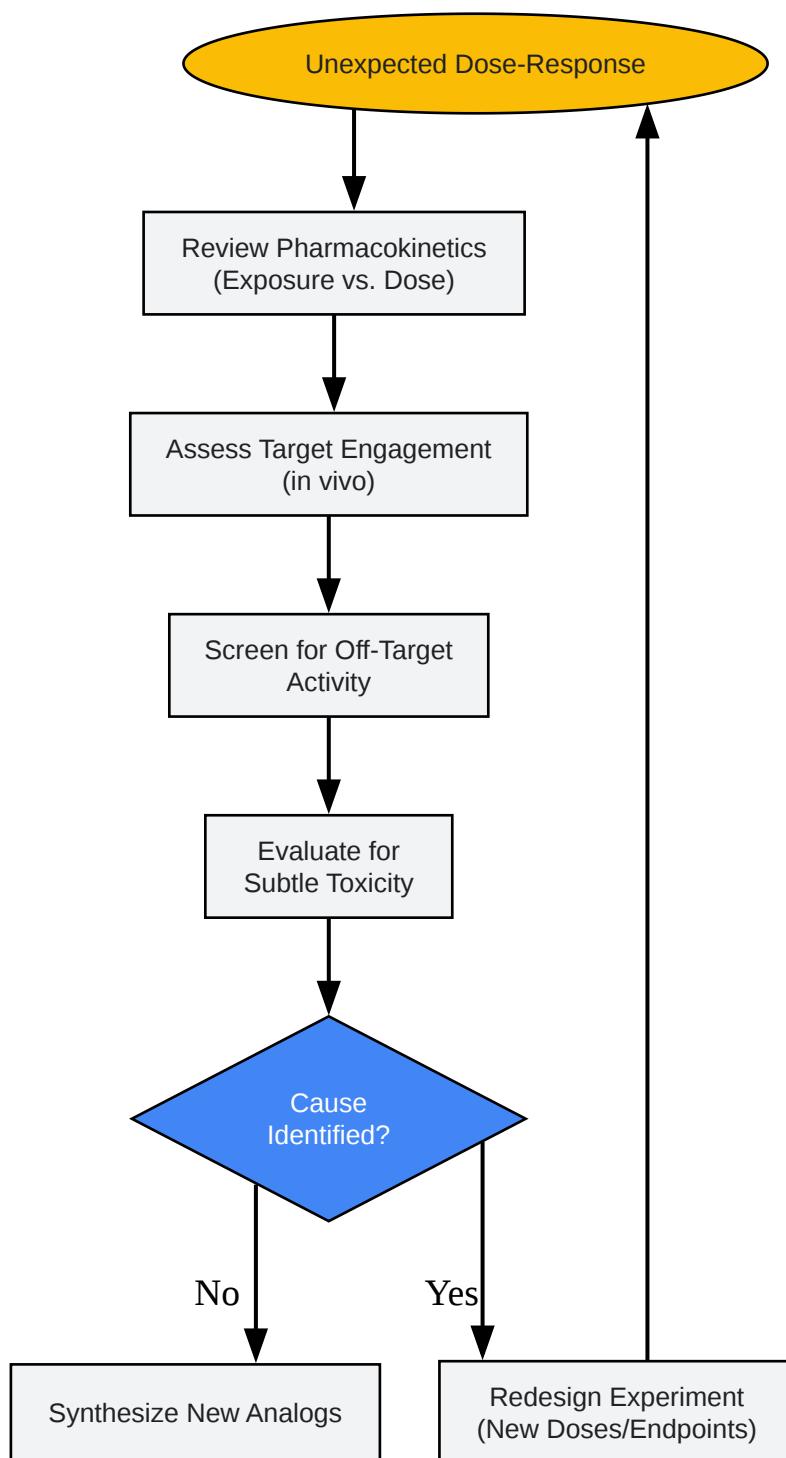 Unexpected Dose-Response
Review Pharmacokinetics
(Exposure vs. Dose)
Assess Target Engagement
(in vivo)
Screen for Off-Target
Activity
Evaluate for
Subtle Toxicity
Cause
Identified?
No
Yes
Synthesize New Analogs
Redesign Experiment
(New Doses/Endpoints)